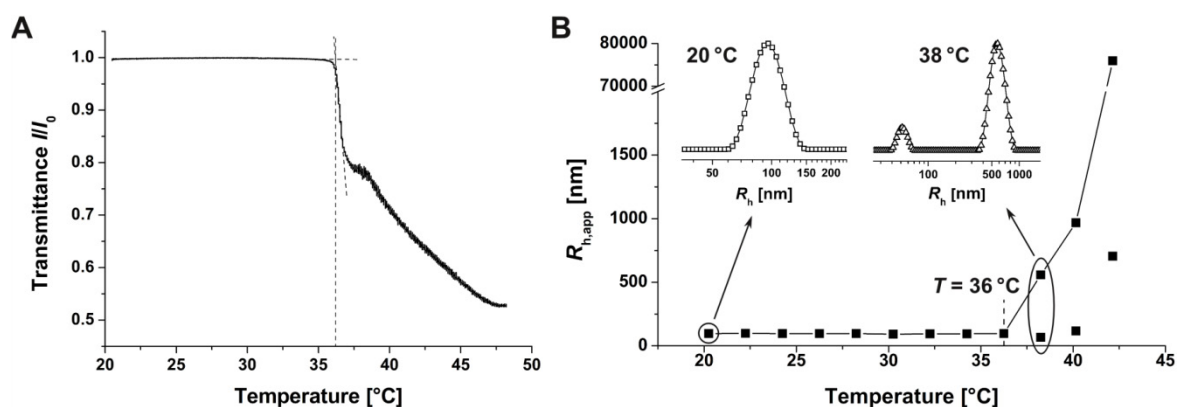 A
Transmittance I/I0
1.0
0.9
0.8
0.7
0.6
0.5
15 20 25 30 35 40 45 50
Temperature [°C]
B
Rh,app [nm]
80000
70000
1500
1000
500
0
20 °C
50 100 150 200
Rh [nm]
38 °C
100 500 1000
Rh [nm]
T = 36 °C
20 25 30 35 40 45
Temperature [°C]